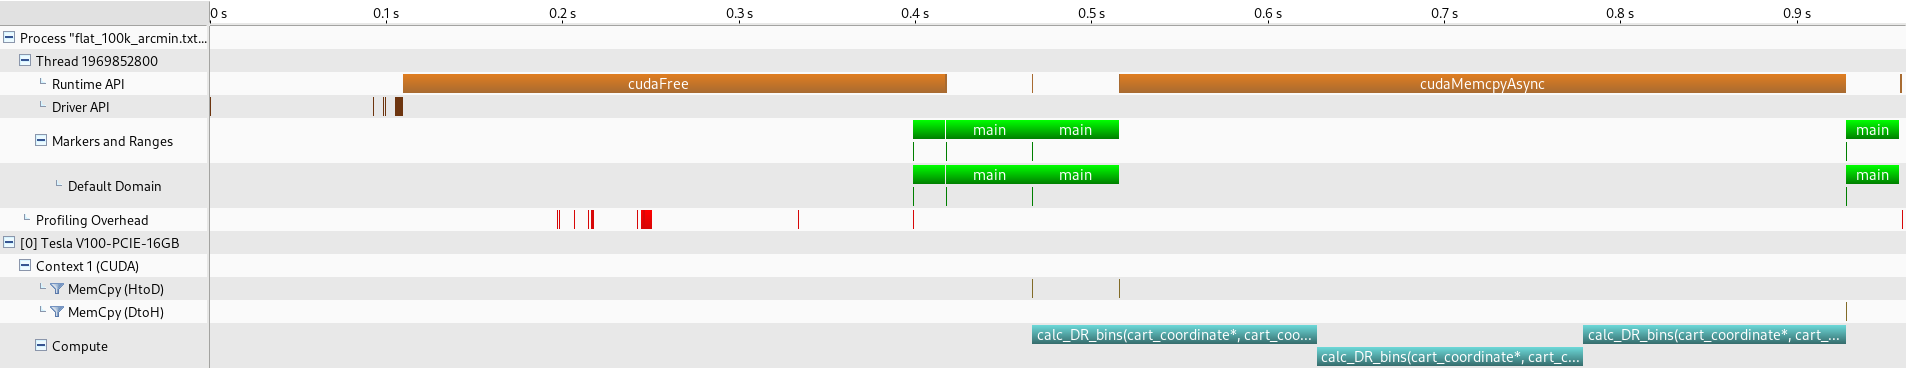 0 s 0.1 s 0.2 s 0.3 s 0.4 s 0.5 s 0.6 s 0.7 s 0.8 s 0.9 s
Process "flat_100k_arcmin.txt...
Thread 1969852800
Runtime API cudaFree cudaMemcpyAsync
Driver API
main main main
Markers and Ranges
main main main
Default Domain
Profiling Overhead
[0] Tesla V100-PCIE-16GB
Context 1 (CUDA)
MemCpy (HtoD)
MemCpy (DtoH)
calc_DR_bins(cart_coordinate*, cart_coo... calc_DR_bins(cart_coordinate*, cart_...
Compute
calc_DR_bins(cart_coordinate*, cart_c...